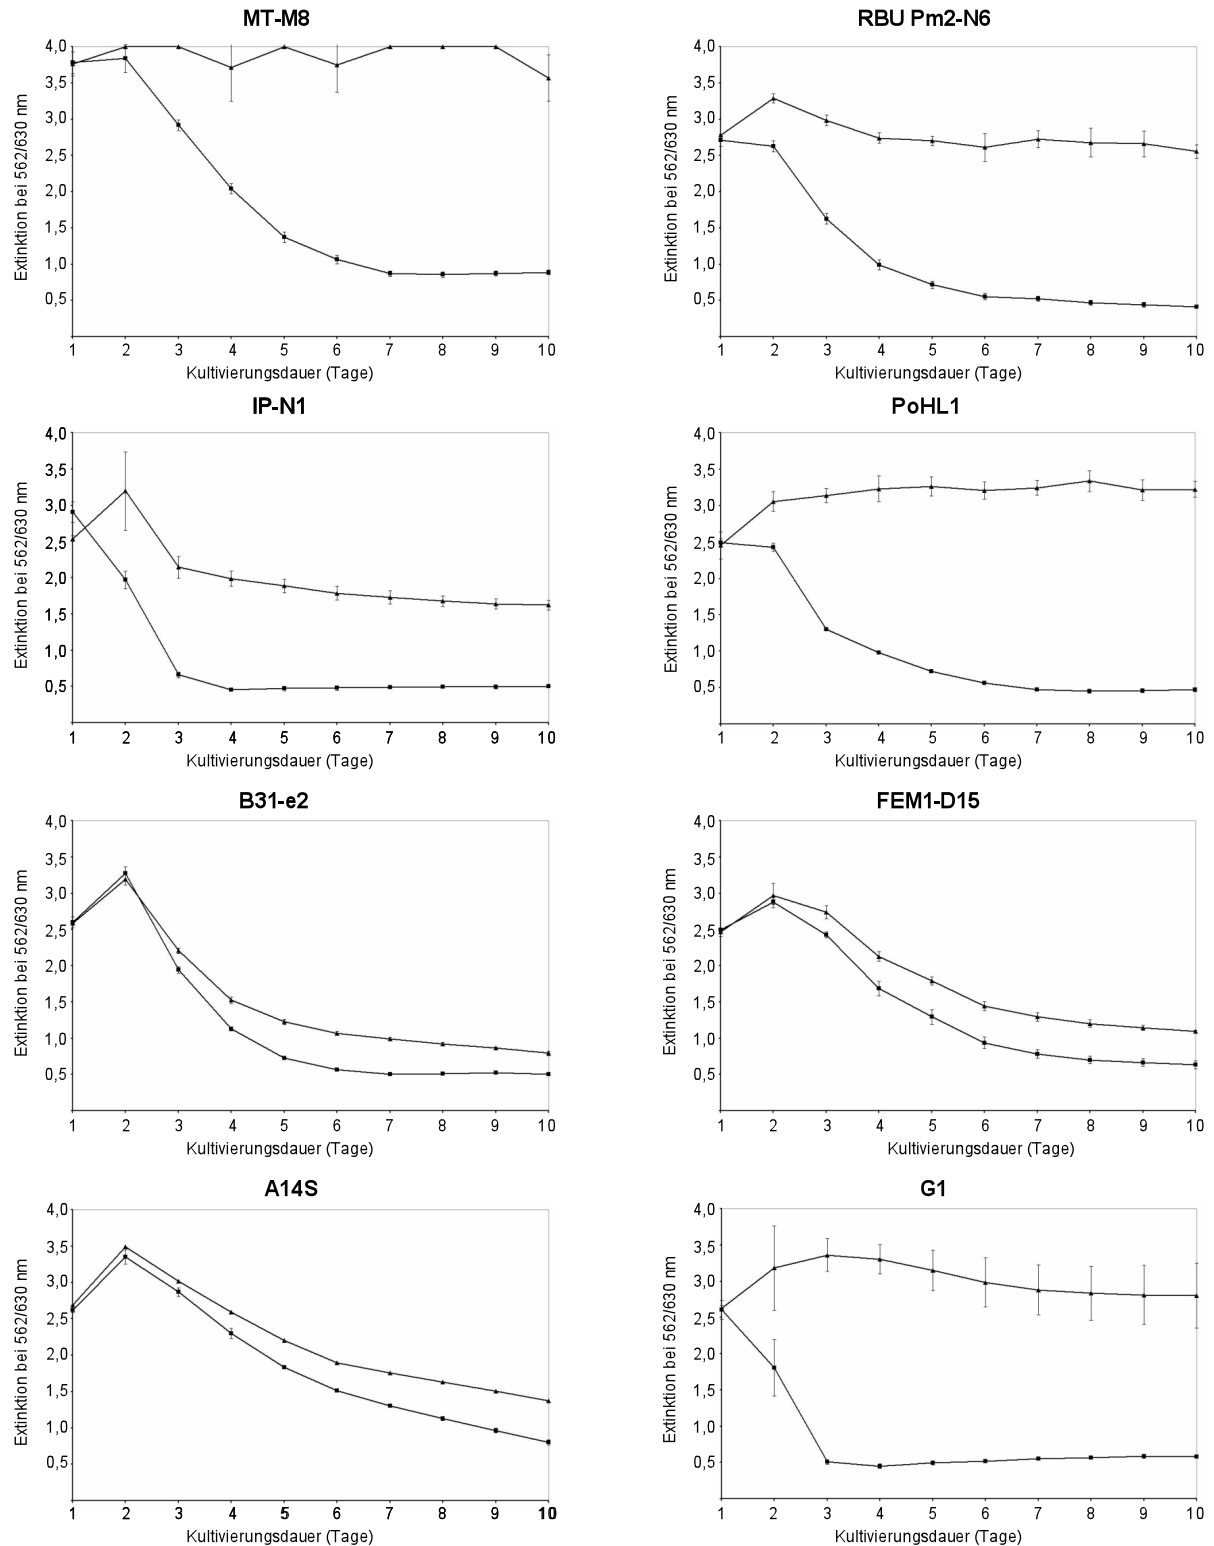 MT-M8
4,0
3,5
3,0
2,5
2,0
1,5
1,0
0,5
Extinktion bei 562/630 nm
1 2 3 4 5 6 7 8 9 10
Kultivierungsdauer (Tage)
RBU Pm2-N6
4,0
3,5
3,0
2,5
2,0
1,5
1,0
0,5
Extinktion bei 562/630 nm
1 2 3 4 5 6 7 8 9 10
Kultivierungsdauer (Tage)
IP-N1
4,0
3,5
3,0
2,5
2,0
1,5
1,0
0,5
Extinktion bei 562/630 nm
1 2 3 4 5 6 7 8 9 10
Kultivierungsdauer (Tage)
PoHL1
4,0
3,5
3,0
2,5
2,0
1,5
1,0
0,5
Extinktion bei 562/630 nm
1 2 3 4 5 6 7 8 9 10
Kultivierungsdauer (Tage)
B31-e2
4,0
3,5
3,0
2,5
2,0
1,5
1,0
0,5
Extinktion bei 562/630 nm
1 2 3 4 5 6 7 8 9 10
Kultivierungsdauer (Tage)
FEM1-D15
4,0
3,5
3,0
2,5
2,0
1,5
1,0
0,5
Extinktion bei 562/630 nm
1 2 3 4 5 6 7 8 9 10
Kultivierungsdauer (Tage)
A14S
4,0
3,5
3,0
2,5
2,0
1,5
1,0
0,5
Extinktion bei 562/630 nm
1 2 3 4 5 6 7 8 9 10
Kultivierungsdauer (Tage)
G1
4,0
3,5
3,0
2,5
2,0
1,5
1,0
0,5
Extinktion bei 562/630 nm
1 2 3 4 5 6 7 8 9 10
Kultivierungsdauer (Tage)